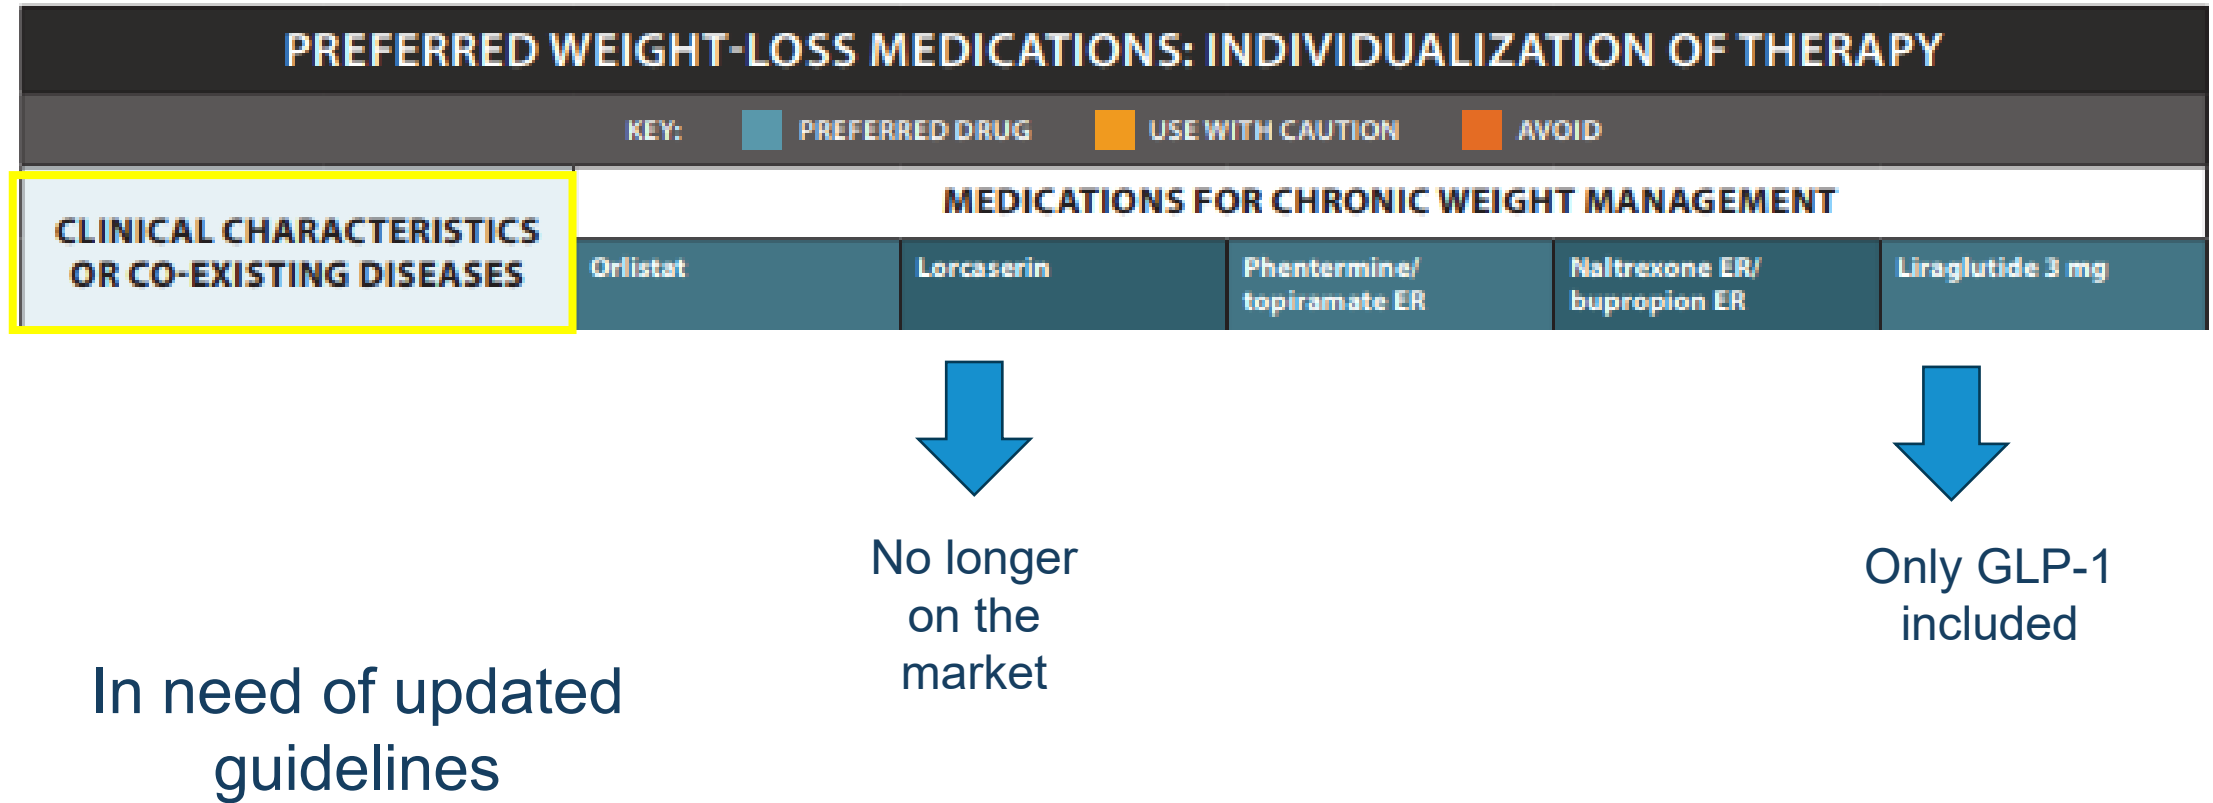 PREFERRED WEIGHT-LOSS MEDICATIONS: INDIVIDUALIZATION OF THERAPY
KEY: PREFERRED DRUG USE WITH CAUTION AVOID
CLINICAL CHARACTERISTICS
OR CO-EXISTING DISEASES
MEDICATIONS FOR CHRONIC WEIGHT MANAGEMENT
Orlistat
Lorcaserin
Phentermine/
topiramate ER
Naltrexone ER/
bupropion ER
Liraglutide 3 mg
No longer
on the
market
Only GLP-1
included
In need of updated
guidelines